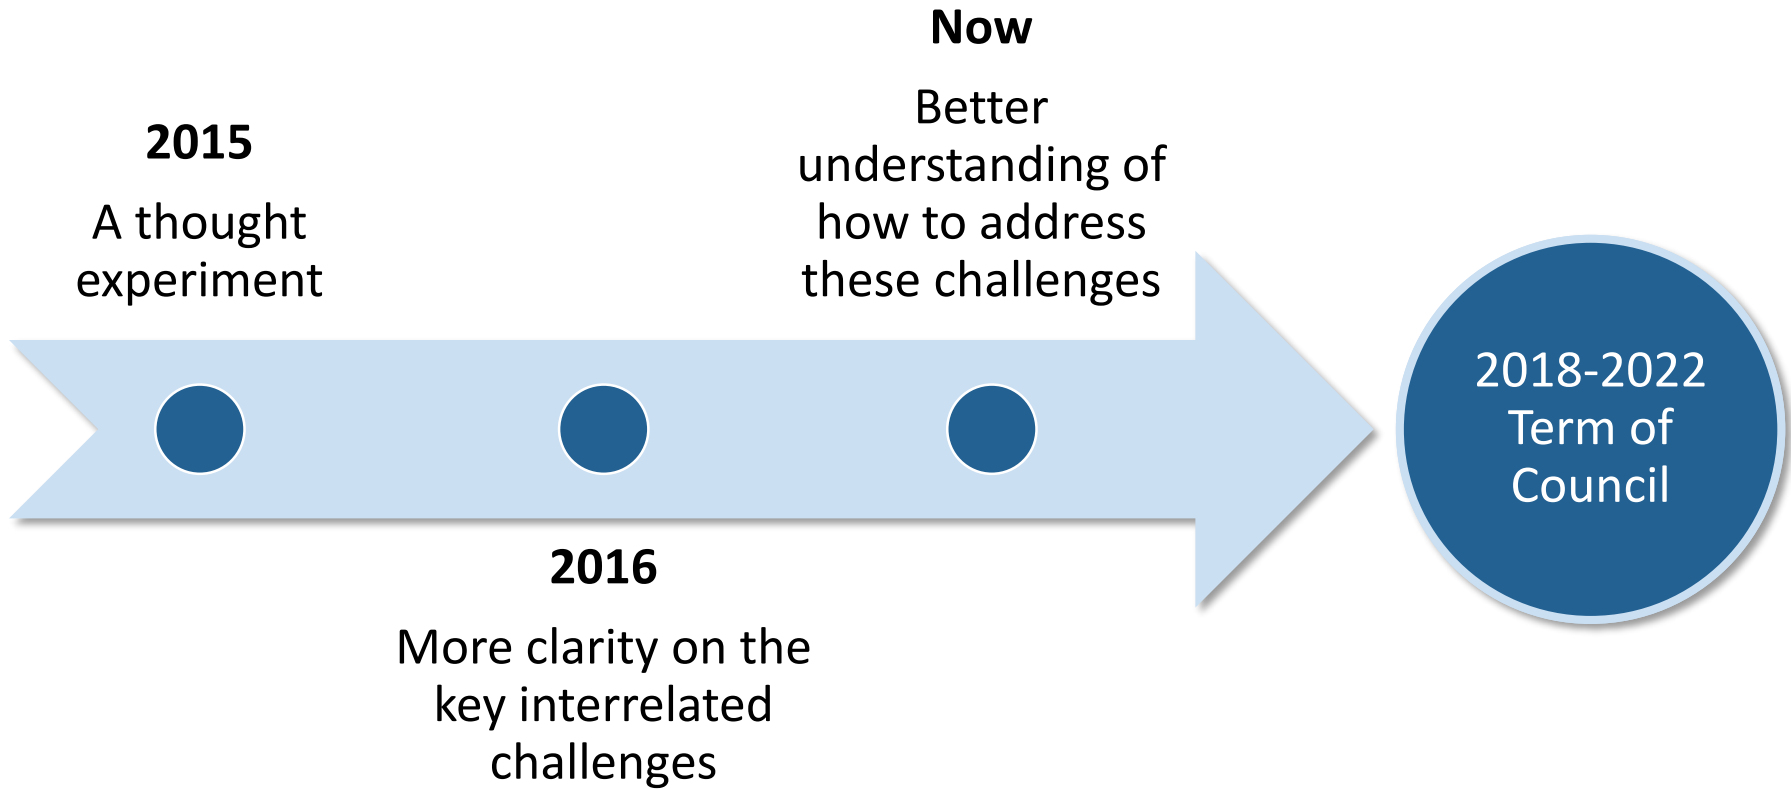 2015
A thought
experiment
2016
More clarity on the
key interrelated
challenges
Now
Better
understanding of
how to address
these challenges
2018-2022
Term of
Council